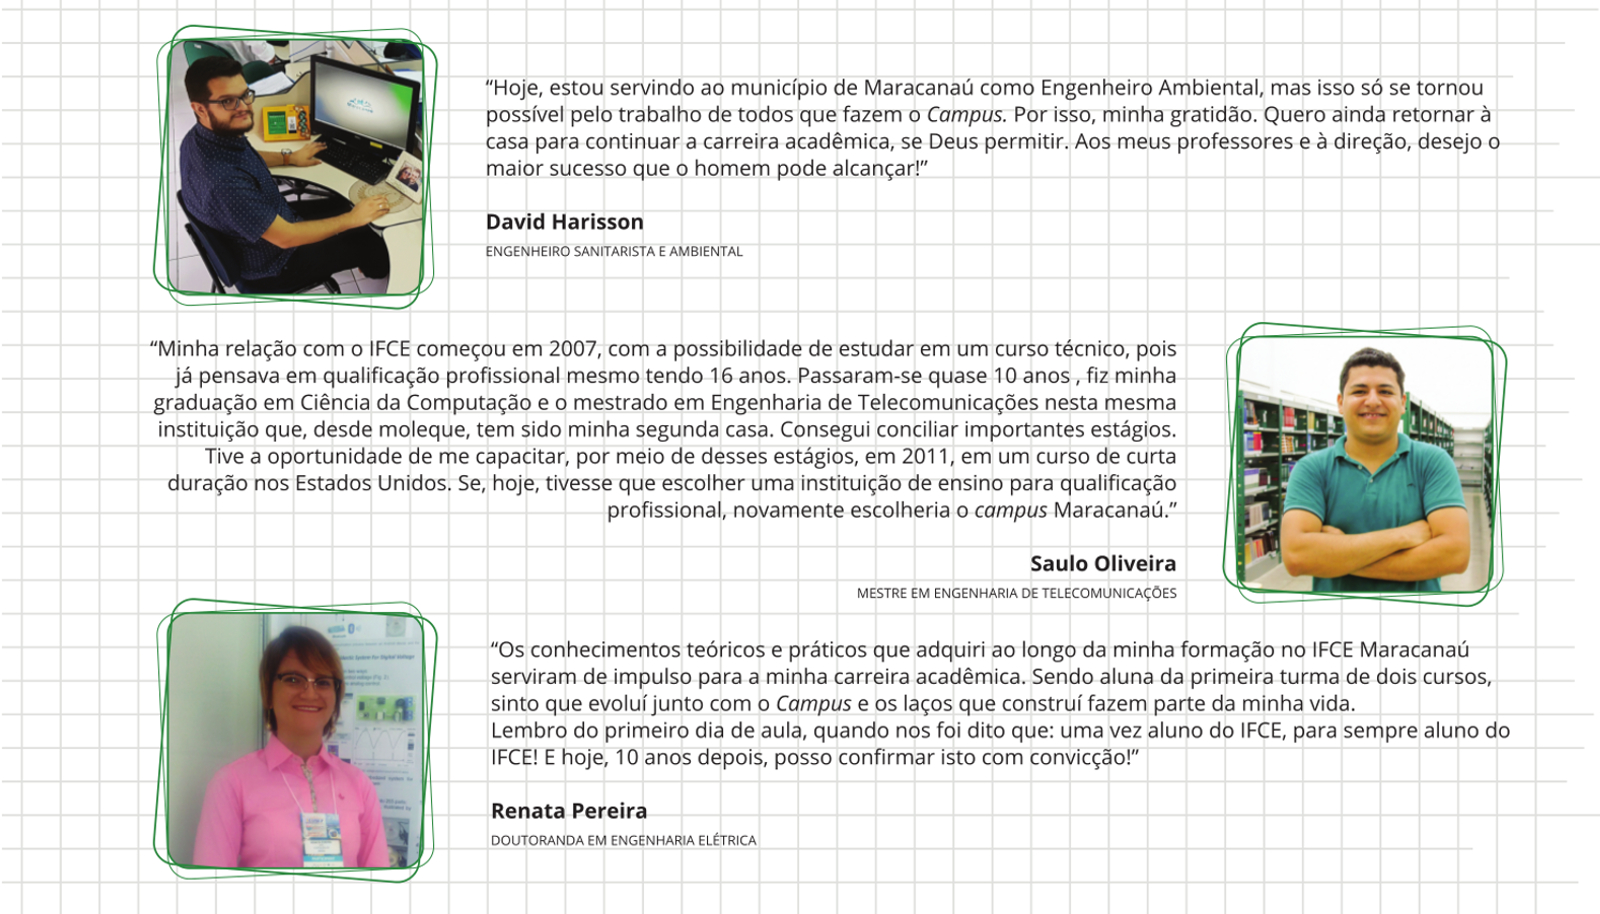 “Hoje, estou servindo ao município de Maracanaú como Engenheiro Ambiental, mas isso só se tornou
possível pelo trabalho de todos que fazem o Campus. Por isso, minha gratidão. Quero ainda retornar à
casa para continuar a carreira acadêmica, se Deus permitir. Aos meus professores e à direção, desejo o
maior sucesso que o homem pode alcançar!”
David Harisson
ENGENHEIRO SANITARISTA E AMBIENTAL
“Minha relação com o IFCE começou em 2007, com a possibilidade de estudar em um curso técnico, pois
já pensava em qualificação profissional mesmo tendo 16 anos. Passaram-se quase 10 anos , fiz minha
graduação em Ciência da Computação e o mestrado em Engenharia de Telecomunicações nesta mesma
instituição que, desde moleque, tem sido minha segunda casa. Consegui conciliar importantes estágios.
Tive a oportunidade de me capacitar, por meio de desses estágios, em 2011, em um curso de curta
duração nos Estados Unidos. Se, hoje, tivesse que escolher uma instituição de ensino para qualificação
profissional, novamente escolheria o campus Maracanaú.”
Saulo Oliveira
MESTRE EM ENGENHARIA DE TELECOMUNICAÇÕES
“Os conhecimentos teóricos e práticos que adquiri ao longo da minha formação no IFCE Maracanaú
serviram de impulso para a minha carreira acadêmica. Sendo aluna da primeira turma de dois cursos,
sinto que evoluí junto com o Campus e os laços que construí fazem parte da minha vida.
Lembro do primeiro dia de aula, quando nos foi dito que: uma vez aluno do IFCE, para sempre aluno do
IFCE! E hoje, 10 anos depois, posso confirmar isto com convicção!”
Renata Pereira
DOUTORANDA EM ENGENHARIA ELÉTRICA